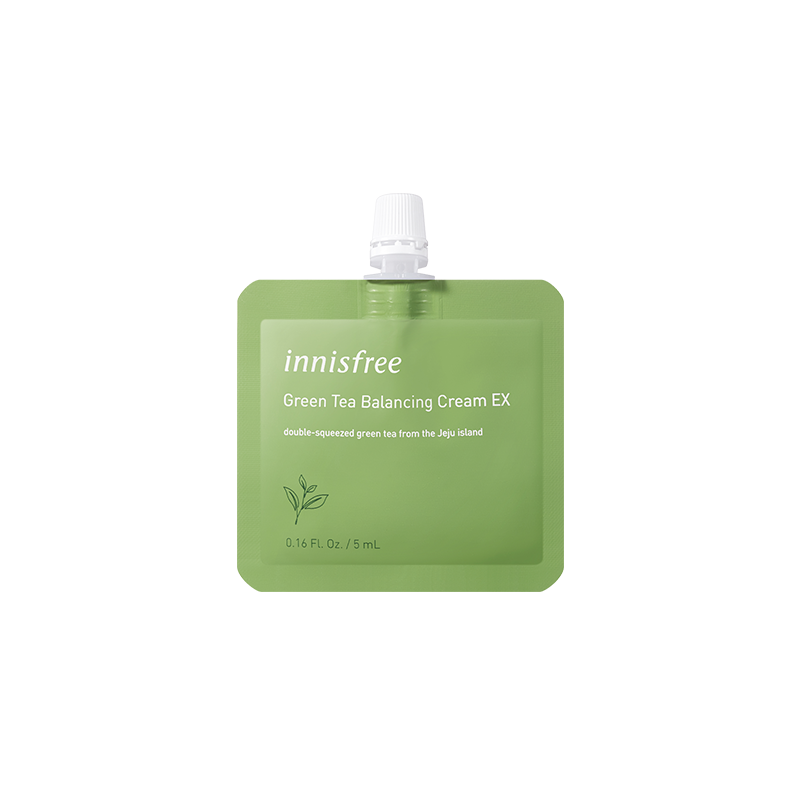 innisfree
Green Tea Balancing Cream EX
double-squeezed green tea from the Jeju island
0.16 Fl. Oz. / 5 mL